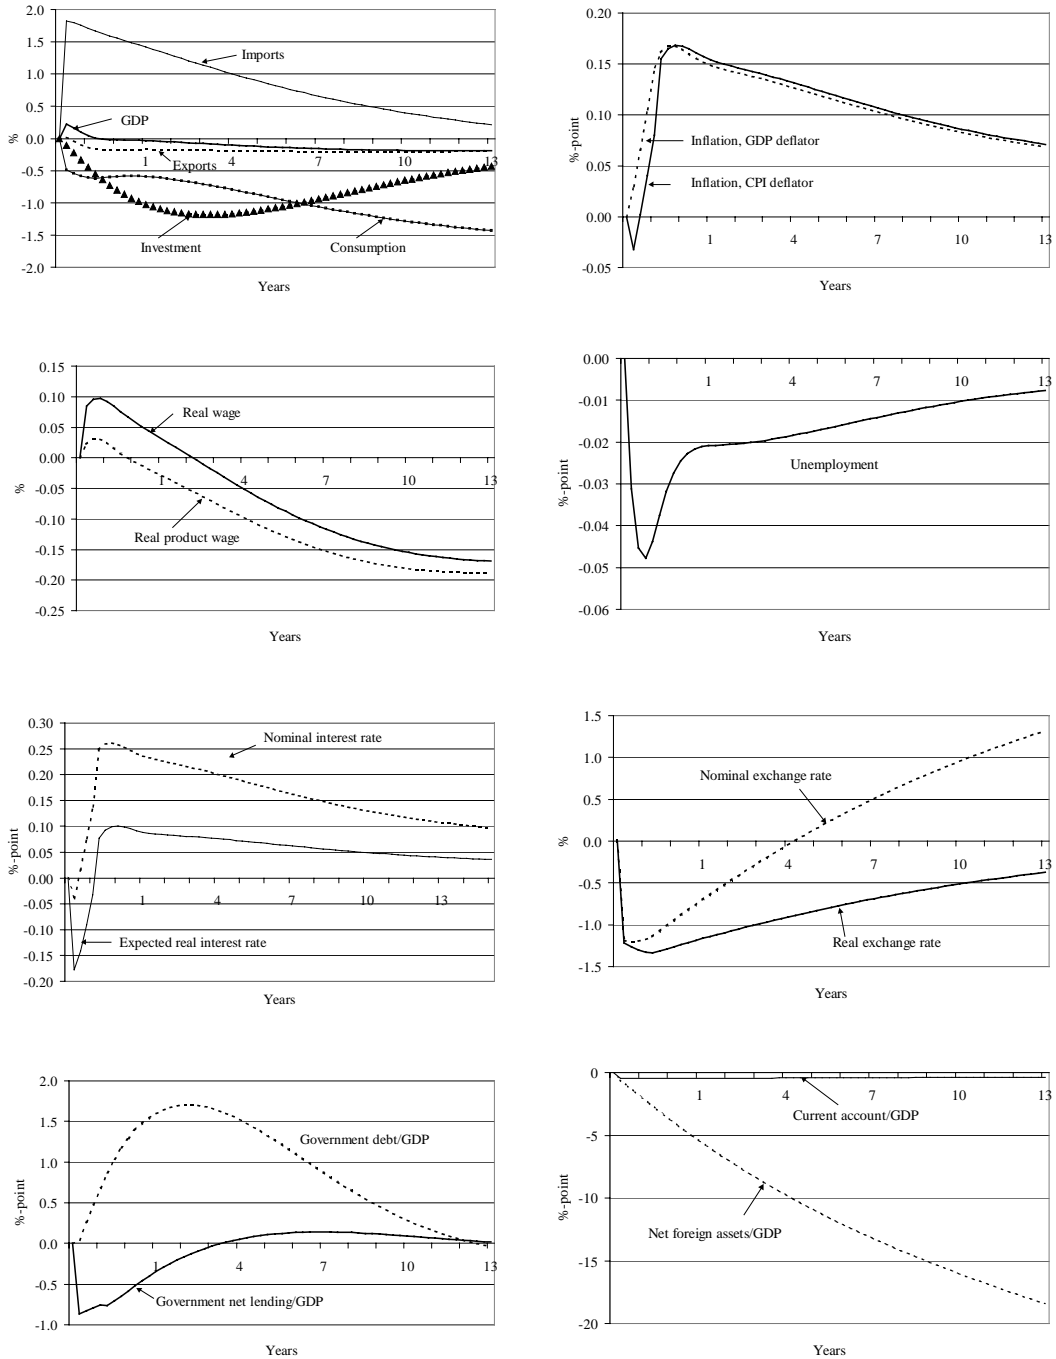 2.0
1.5
1.0
0.5
0.0
-0.5
-1.0
-1.5
-2.0
%
Imports
GDP
Exports
Investment
Consumption
1 4 7 10 13
Years
0.20
0.15
0.10
0.05
0.00
-0.05
%-point
Inflation, GDP deflator
Inflation, CPI deflator
1 4 7 10 13
Years
0.15
0.10
0.05
0.00
-0.05
-0.10
-0.15
-0.20
-0.25
%
Real wage
Real product wage
1 4 7 10 13
Years
0.00
-0.01
-0.02
-0.03
-0.04
-0.05
-0.06
%-point
1 4 7 10 13
Unemployment
Years
0.30
0.25
0.20
0.15
0.10
0.05
0.00
-0.05
-0.10
-0.15
-0.20
%-point
Nominal interest rate
1 4 7 10 13
Expected real interest rate
Years
1.5
1.0
0.5
0.0
-0.5
-1.0
-1.5
%
Nominal exchange rate
1 4 7 10 13
Real exchange rate
Years
2.0
1.5
1.0
0.5
0.0
-0.5
-1.0
%-point
Government debt/GDP
1 4 7 10 13
Government net lending/GDP
Years
0
-5
-10
-15
-20
%-point
1 4 7 10 13
Current account/GDP
Net foreign assets/GDP
Years